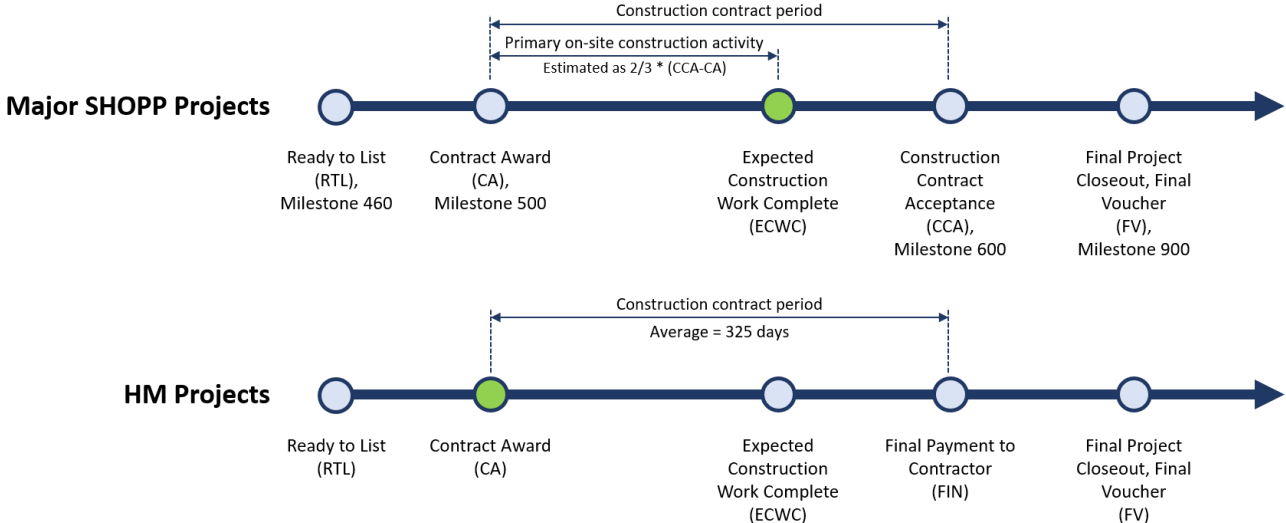 Construction contract period
Primary on-site construction activity
Estimated as 2/3 * (CCA-CA)
Major SHOPP Projects
Ready to List
(RTL),
Milestone 460
Contract Award
(CA),
Milestone 500
Expected
Construction
Work Complete
(ECWC)
Construction
Contract
Acceptance
(CCA),
Milestone 600
Final Project
Closeout, Final
Voucher
(FV),
Milestone 900
Construction contract period
Average = 325 days
HM Projects
Ready to List
(RTL)
Contract Award
(CA)
Expected
Construction
Work Complete
(ECWC)
Final Payment to
Contractor
(FIN)
Final Project
Closeout, Final
Voucher
(FV)